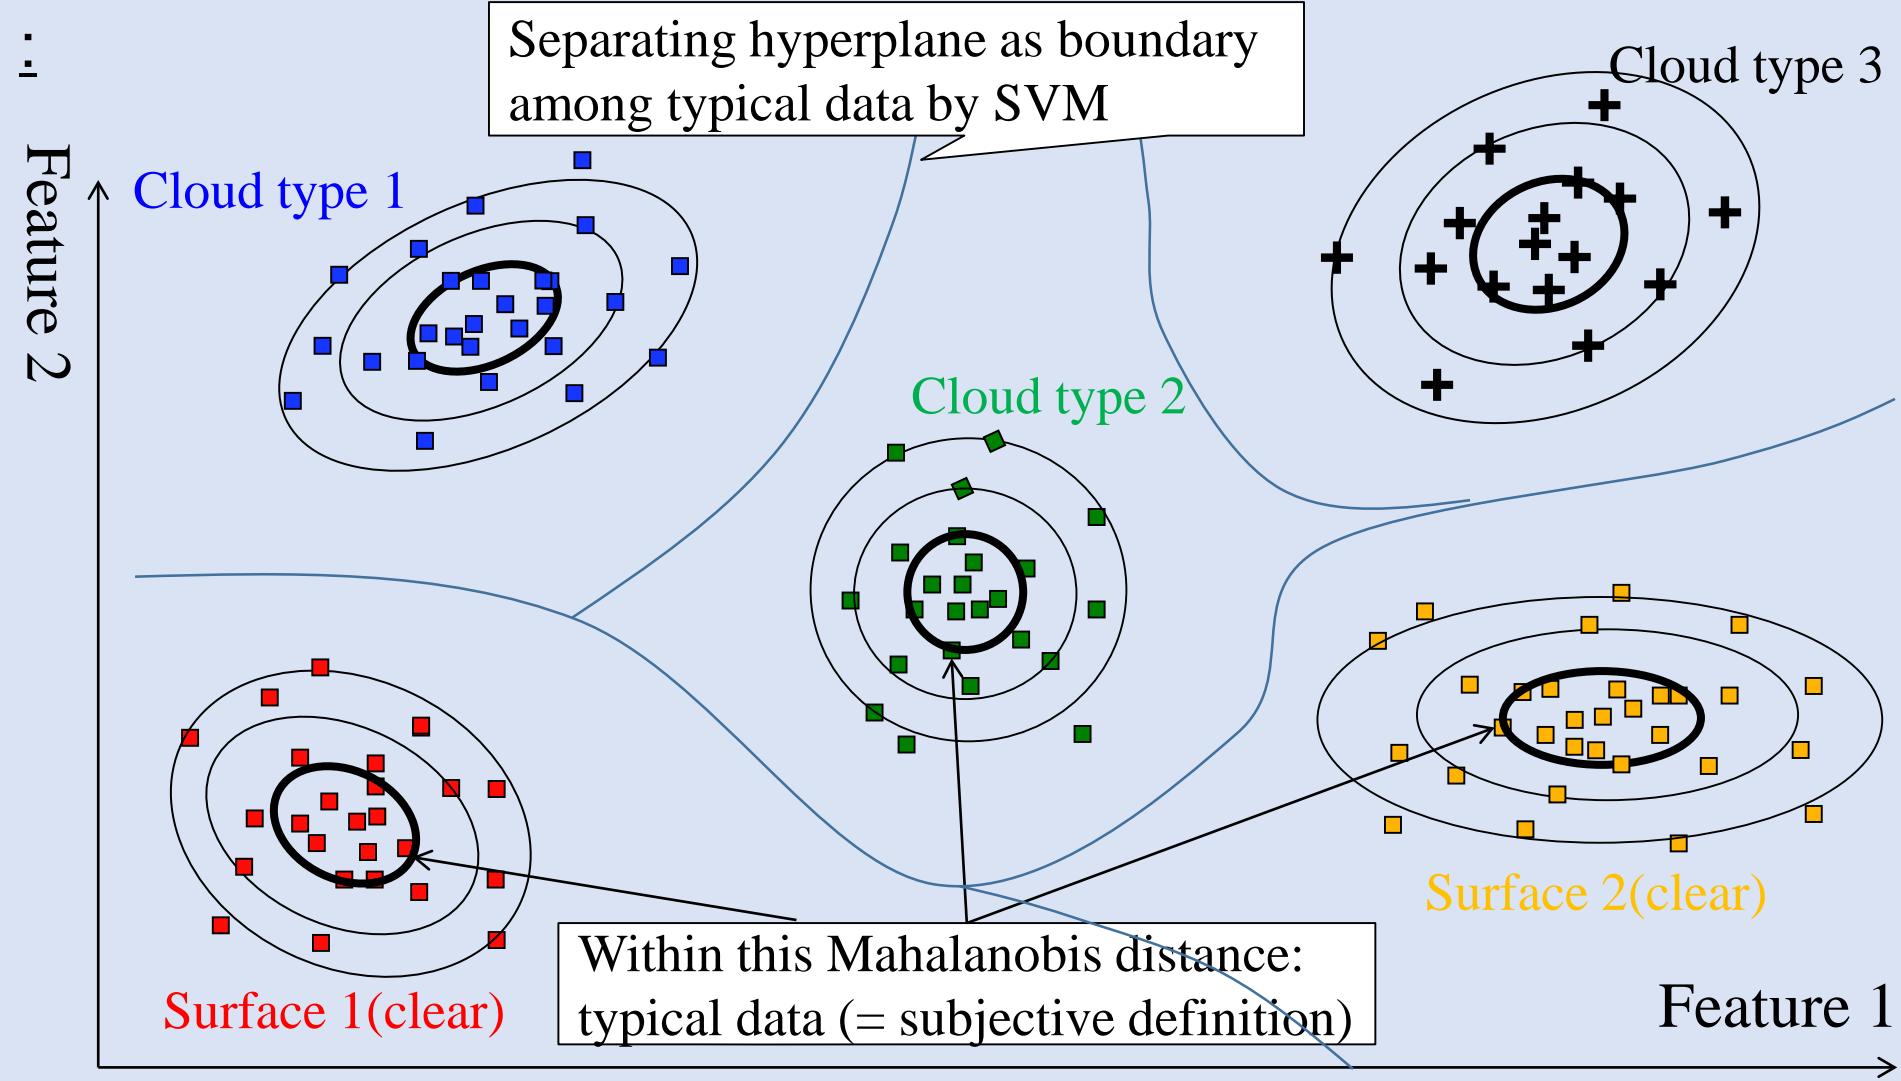 Separating hyperplane as boundary
among typical data by SVM
Cloud type 3
:
Feature 2
Cloud type 1
Cloud type 2
Surface 2(clear)
Within this Mahalanobis distance:
typical data (= subjective definition)
Surface 1(clear)
Feature 1